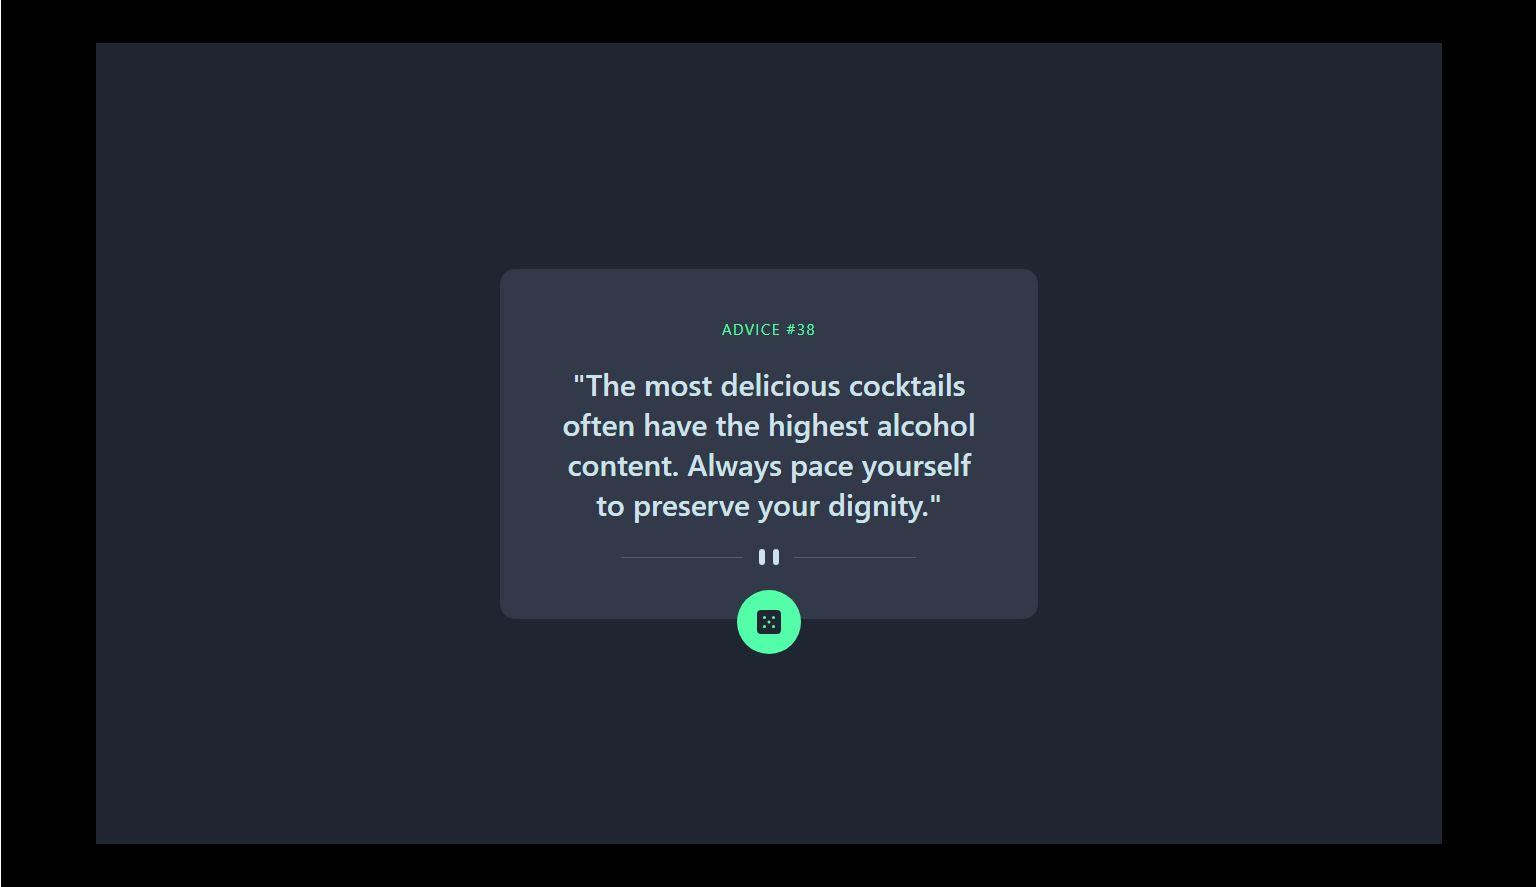 ADVICE #38
"The most delicious cocktails
often have the highest alcohol
content. Always pace yourself
to preserve your dignity."